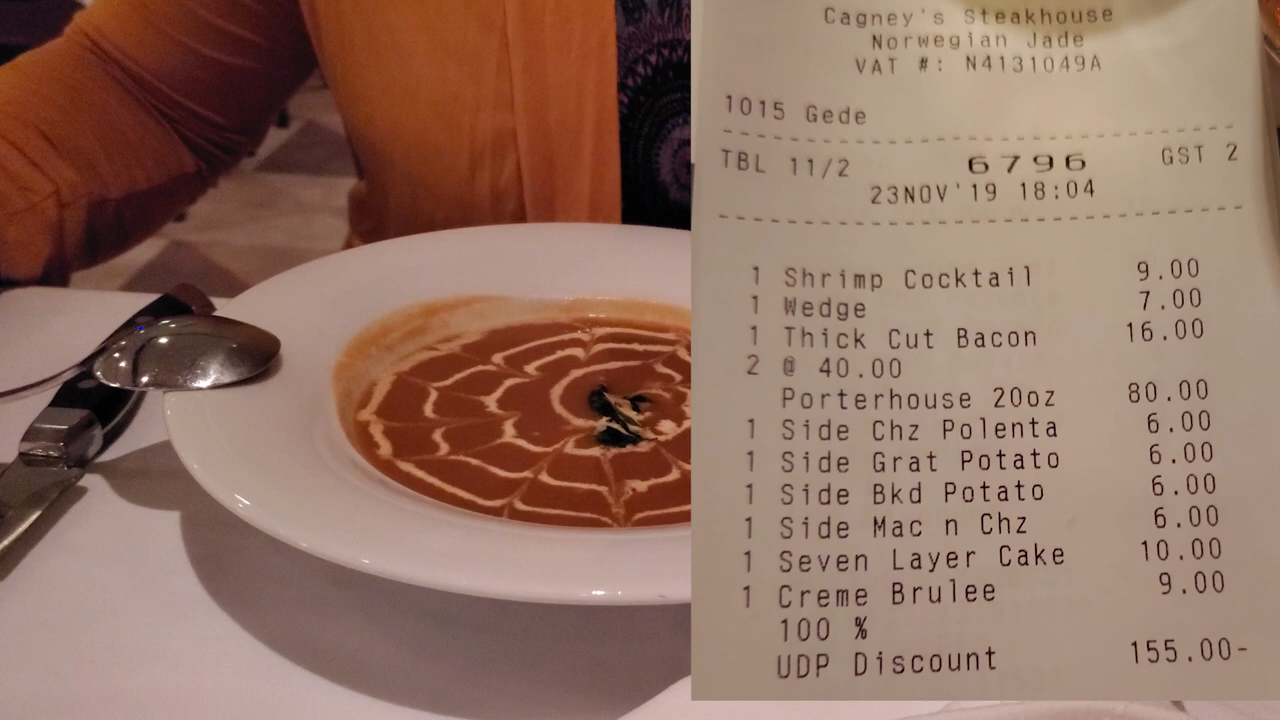 Cagney's Steakhouse
Norwegian Jade
VAT #: N4131049A
1015 Gede
TBL 11/2 6796 GST 2
23NOV'19 18:04
1 Shrimp Cocktail 9.00
1 Wedge 7.00
1 Thick Cut Bacon 16.00
2 @ 40.00
Porterhouse 20oz 80.00
1 Side Chz Polenta 6.00
1 Side Grat Potato 6.00
1 Side Bkd Potato 6.00
1 Side Mac n Chz 6.00
1 Seven Layer Cake 10.00
1 Creme Brulee 9.00
100 %
UDP Discount 155.00-